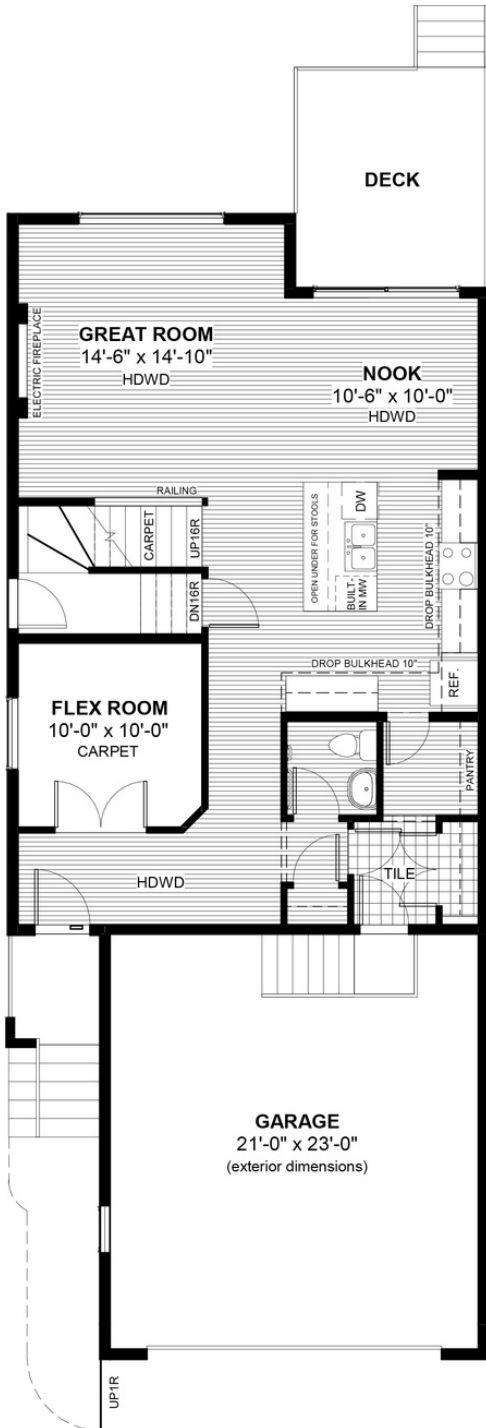 DECK
GREAT ROOM
14'-6" x 14'-10"
HDWD
ELECTRIC FIREPLACE
NOOK
10'-6" x 10'-0"
HDWD
RAILING
CARPET
UP16R
DN16R
OPEN UNDER FOR STOOLS
DW
BUILT-
IN MW
DROP BULKHEAD 10"
DROP BULKHEAD 10"
REF.
FLEX ROOM
10'-0" x 10'-0"
CARPET
PANTRY
HDWD
TILE
GARAGE
21'-0" x 23'-0"
(exterior dimensions)
UP1R